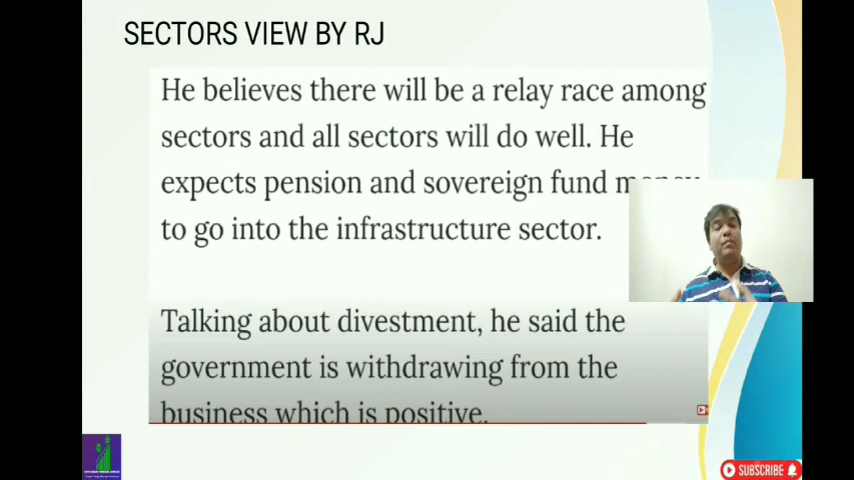 SECTORS VIEW BY RJ
He believes there will be a relay race among
sectors and all sectors will do well. He
expects pension and sovereign fund money
to go into the infrastructure sector.
Talking about divestment, he said the
government is withdrawing from the
business which is positive.
SUBSCRIBE